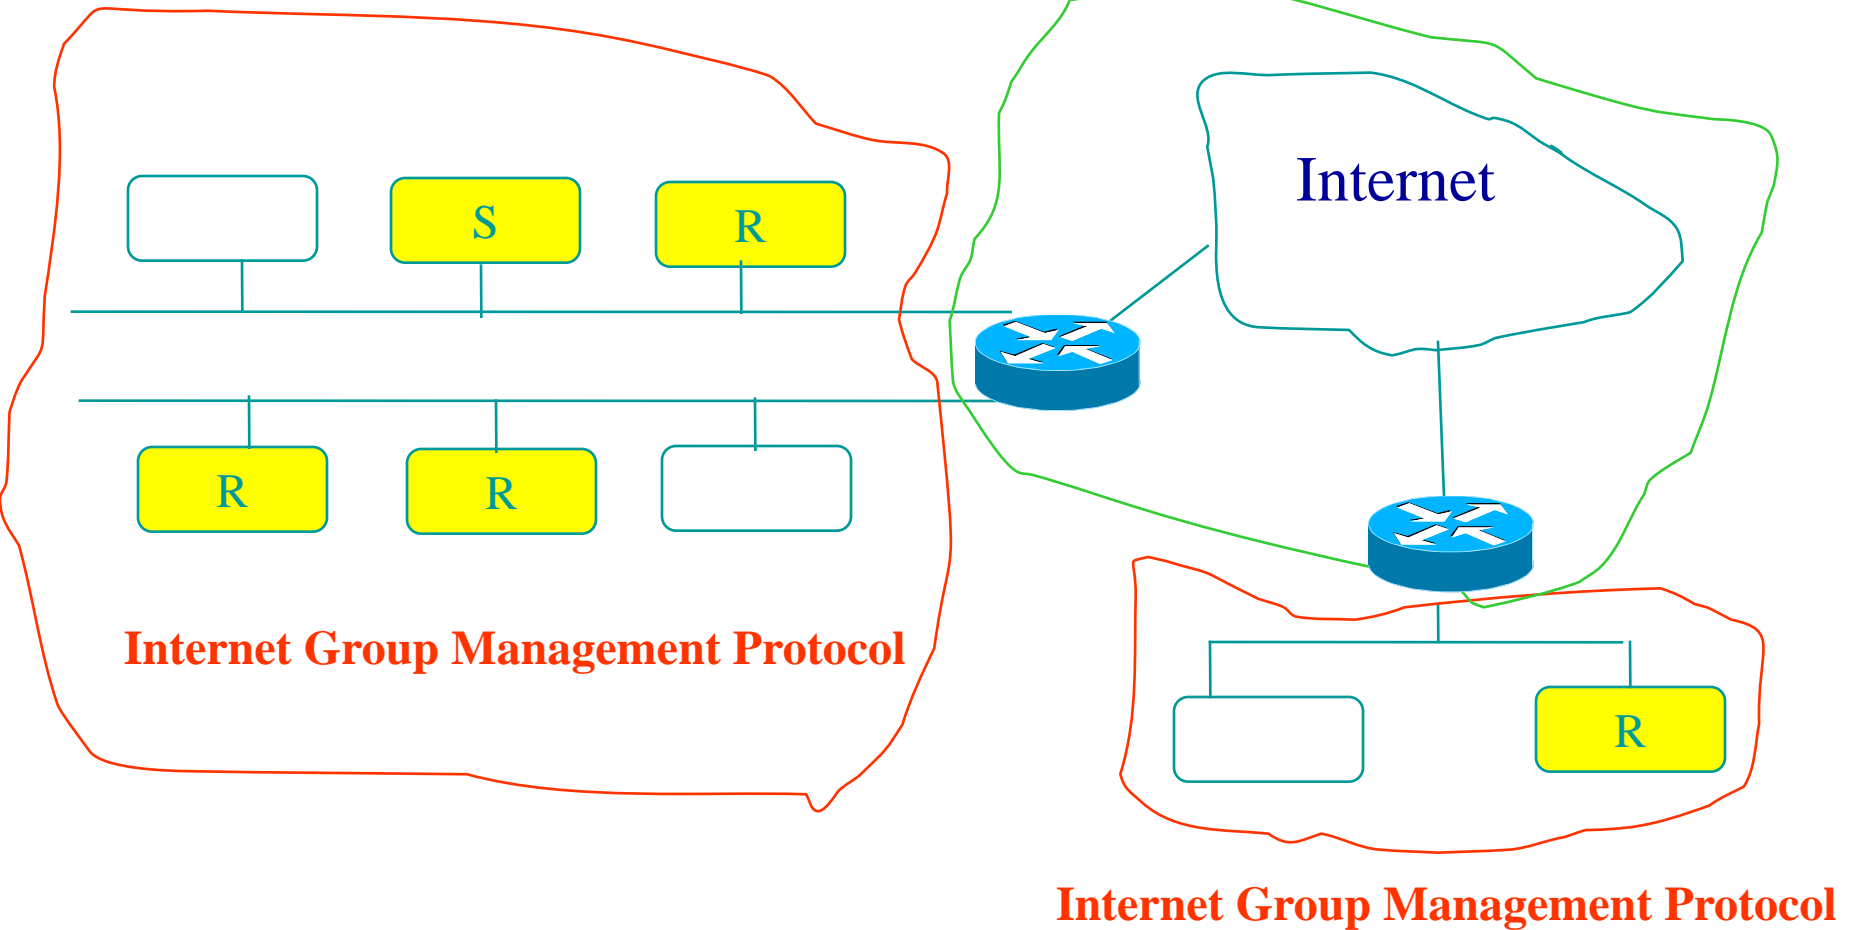 Internet
S
R
R
R
Internet Group Management Protocol
R
Internet Group Management Protocol